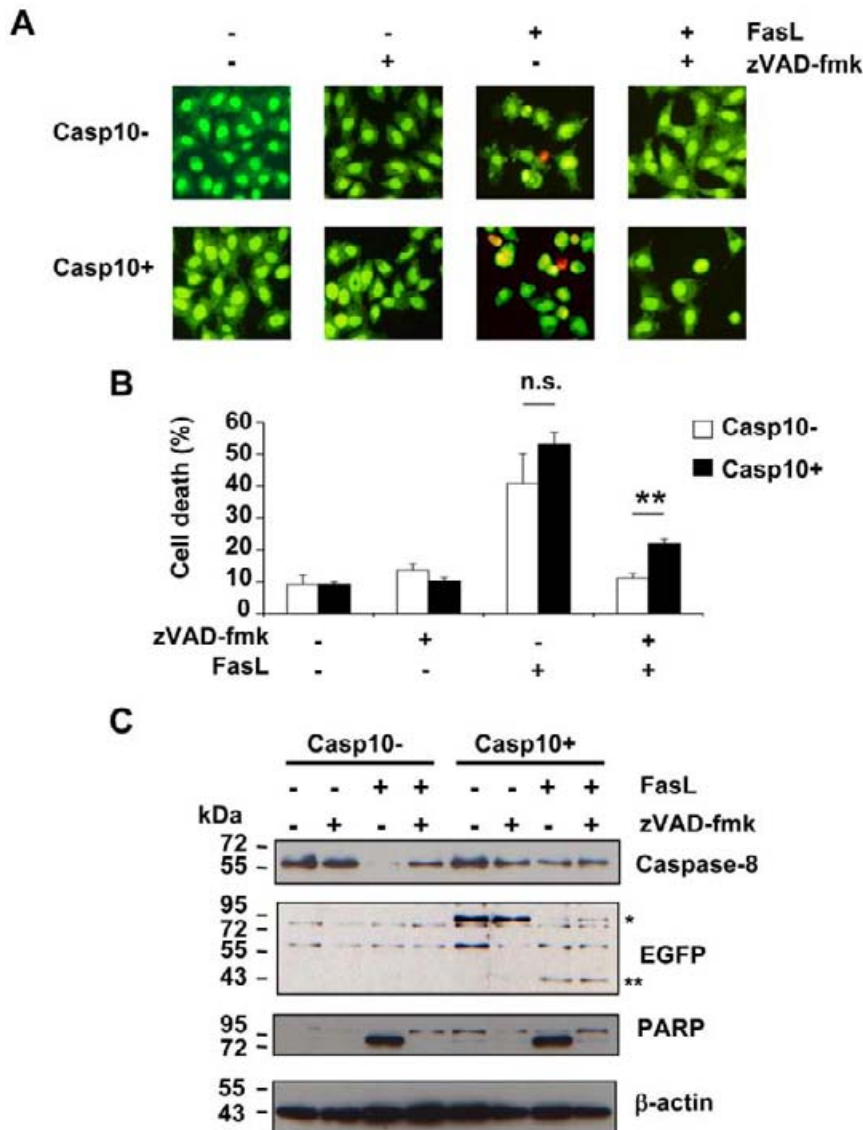 A
- - + + FasL
- + - + zVAD-fmk
Casp10-
Casp10+
B
n.s.
60
50
40
30
20
10
0
Cell death (%)
Casp10-
Casp10+
**
zVAD-fmk - + - +
FasL - - + +
C
Casp10- Casp10+
- - + + - - + + FasL
kDa - + - + - + - + zVAD-fmk
72
55
Caspase-8
95
72
55
43
*
EGFP
**
95
72
PARP
55
43
β-actin